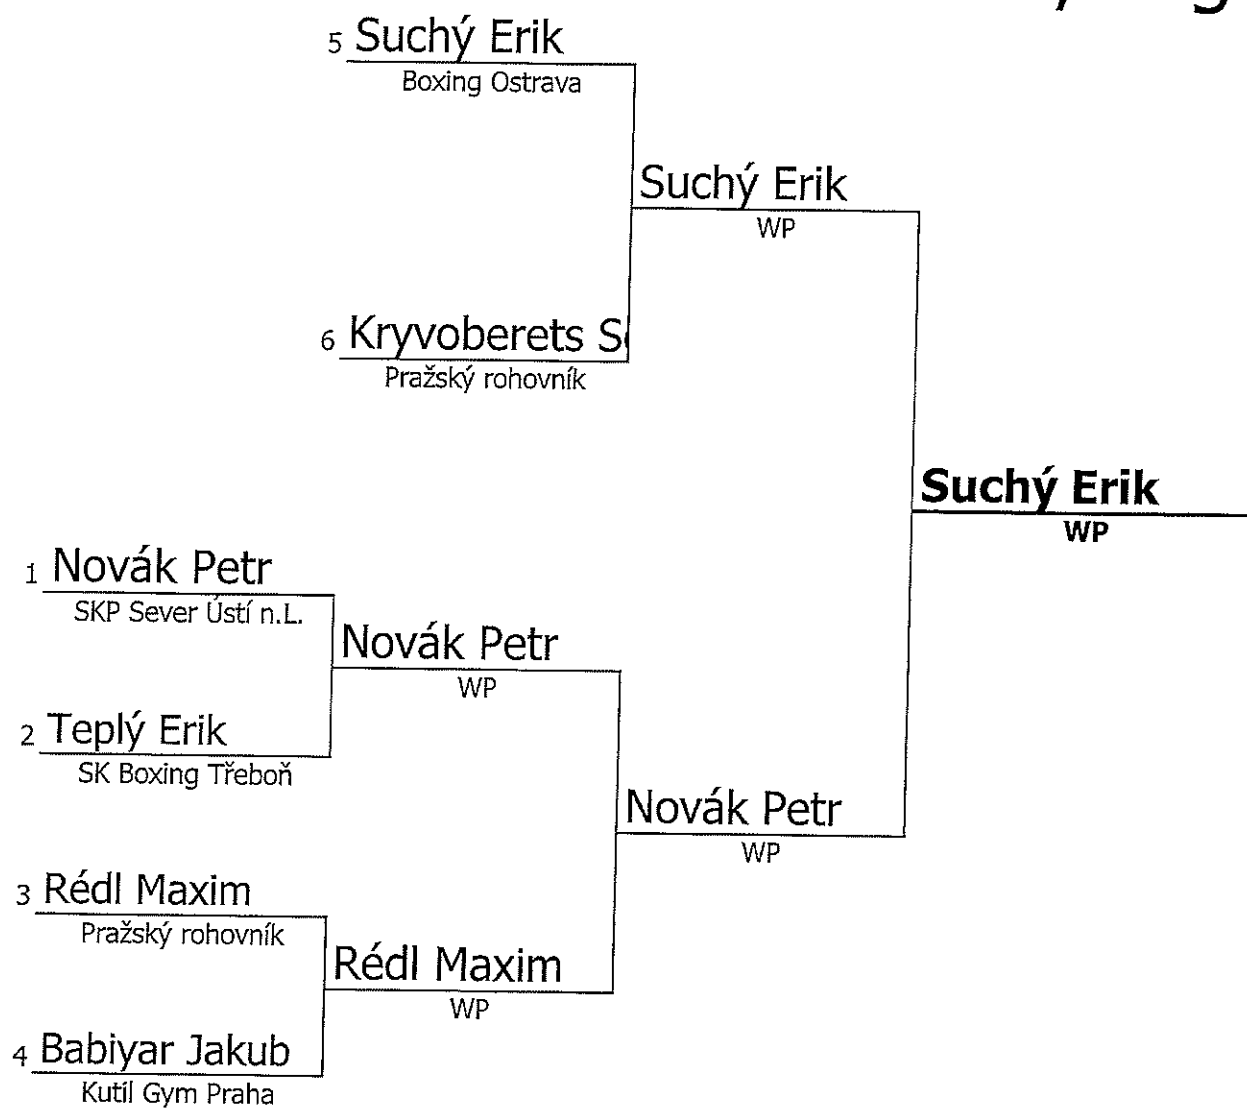 5 Suchý Erik
Boxing Ostrava
Suchý Erik
WP
6 Kryvoberets
Pražský rohovník
Suchý Erik
WP
1 Novák Petr
SKP Sever Ústí n.L.
Novák Petr
WP
2 Teplý Erik
SK Boxing Třeboň
Novák Petr
WP
3 Rédl Maxim
Pražský rohovník
Rédl Maxim
WP
4 Babiyar Jakub
Kutil Gym Praha